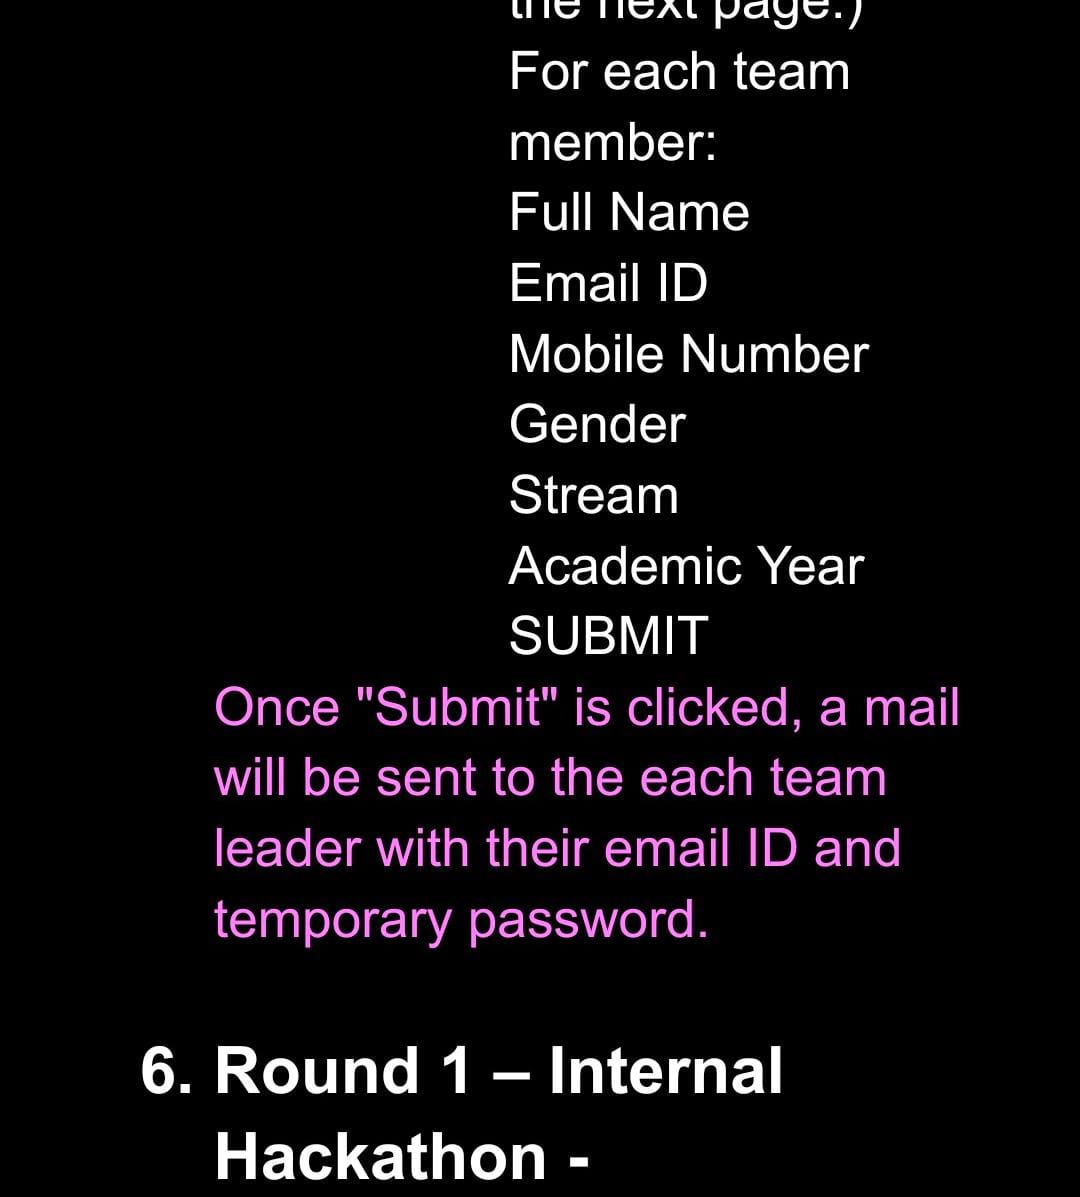 the next page.)
For each team
member:
Full Name
Email ID
Mobile Number
Gender
Stream
Academic Year
SUBMIT
Once "Submit" is clicked, a mail
will be sent to the each team
leader with their email ID and
temporary password.
6. Round 1 – Internal
Hackathon -